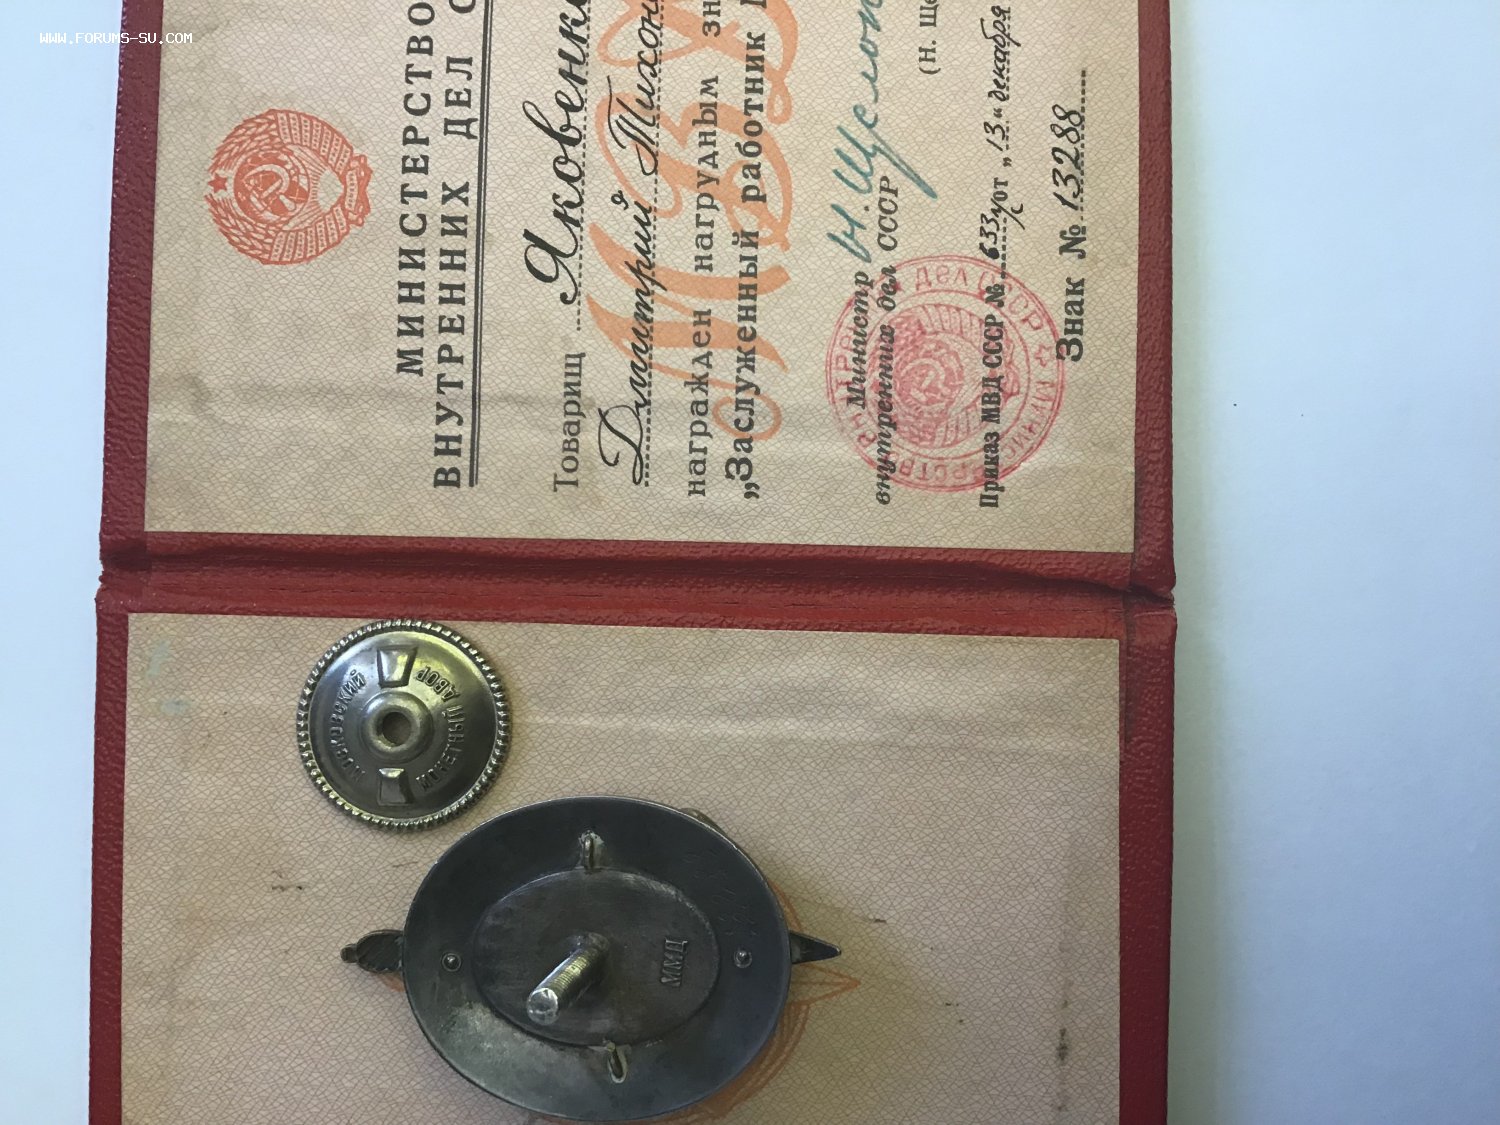 WWW.FORUMS-SU.COM
МИНИСТЕРСТВО
ВНУТРЕННИХ ДЕЛ С
Товарищ Яковенко
Дмитрий Тихон
награжден нагрудным зн
„Заслуженный работник
Министр
внутренних дел СССР Н. Щелок
(Н. Ще
Приказ МВД СССР № 633 л/с от „13“ декабря
Знак № 13288
МОСКОВСКИЙ
МОНЕТНЫЙ ДВОР
ММД